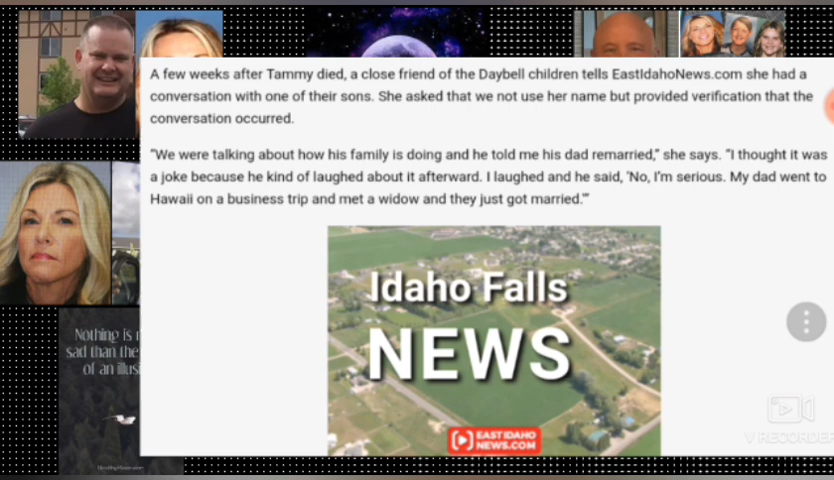 A few weeks after Tammy died, a close friend of the Daybell children tells EastIdahoNews.com she had a
conversation with one of their sons. She asked that we not use her name but provided verification that the
conversation occurred.
“We were talking about how his family is doing and he told me his dad remarried,” she says. “I thought it was
a joke because he kind of laughed about it afterward. I laughed and he said, ‘No, I’m serious. My dad went to
Hawaii on a business trip and met a widow and they just got married.’”
Idaho Falls
NEWS
EAST IDAHO
NEWS.COM
Nothing is
sad than the
of an illusi
V RECORDER